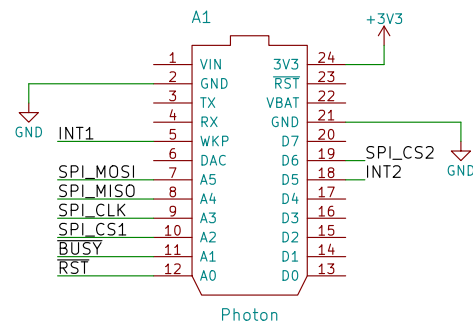 A1
+3V3
1 VIN 3V3 24
2 GND RST 23
GND 3 TX VBAT 22
4 RX GND 21
INT1 5 WKP D7 20
6 DAC D6 19 SPI_CS2 GND
SPI_MOSI 7 A5 D5 18 INT2
SPI_MISO 8 A4 D4 17
SPI_CLK 9 A3 D3 16
SPI_CS1 10 A2 D2 15
BUSY 11 A1 D1 14
RST 12 A0 D0 13
Photon